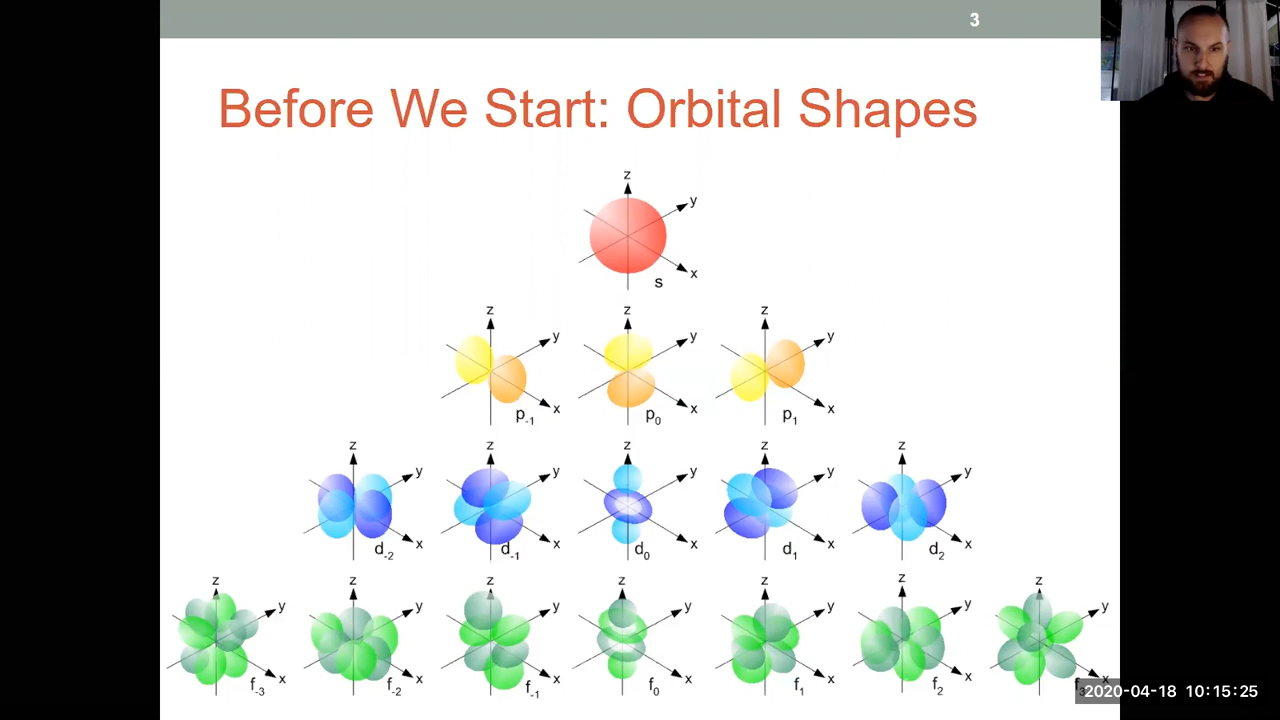 3
Before We Start: Orbital Shapes
z
y
x
s
z y x p-1
z y x p0
z y x p1
z y x d-2
z y x d-1
z y x d0
z y x d1
z y x d2
z y x f-3
z y x f-2
z y x f-1
z y x f0
z y x f1
z y x f2
z y x
2020-04-18 10:15:25